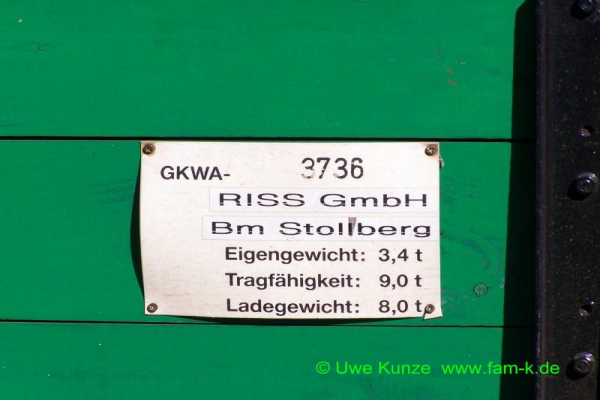 GKWA- 3736
RISS GmbH
Bm Stollberg
Eigengewicht: 3,4 t
Tragfähigkeit: 9,0 t
Ladegewicht: 8,0 t
© Uwe Kunze www.fam-k.de